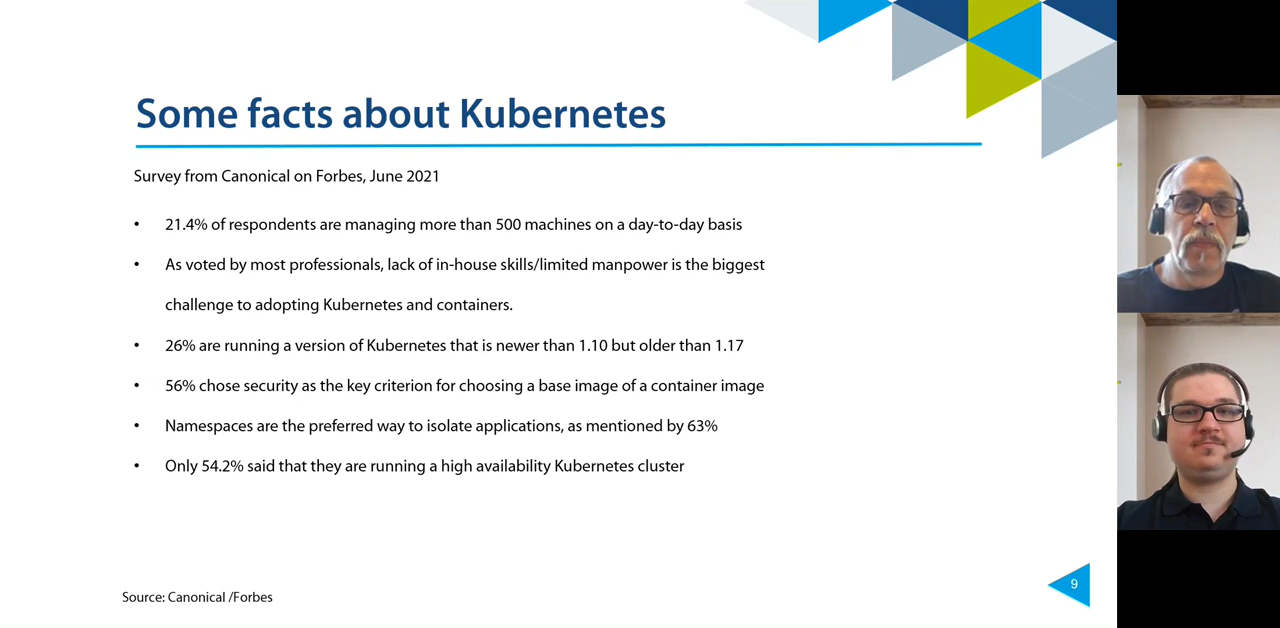 Some facts about Kubernetes
Survey from Canonical on Forbes, June 2021
• 21.4% of respondents are managing more than 500 machines on a day-to-day basis
• As voted by most professionals, lack of in-house skills/limited manpower is the biggest
challenge to adopting Kubernetes and containers.
• 26% are running a version of Kubernetes that is newer than 1.10 but older than 1.17
• 56% chose security as the key criterion for choosing a base image of a container image
• Namespaces are the preferred way to isolate applications, as mentioned by 63%
• Only 54.2% said that they are running a high availability Kubernetes cluster
9
Source: Canonical /Forbes